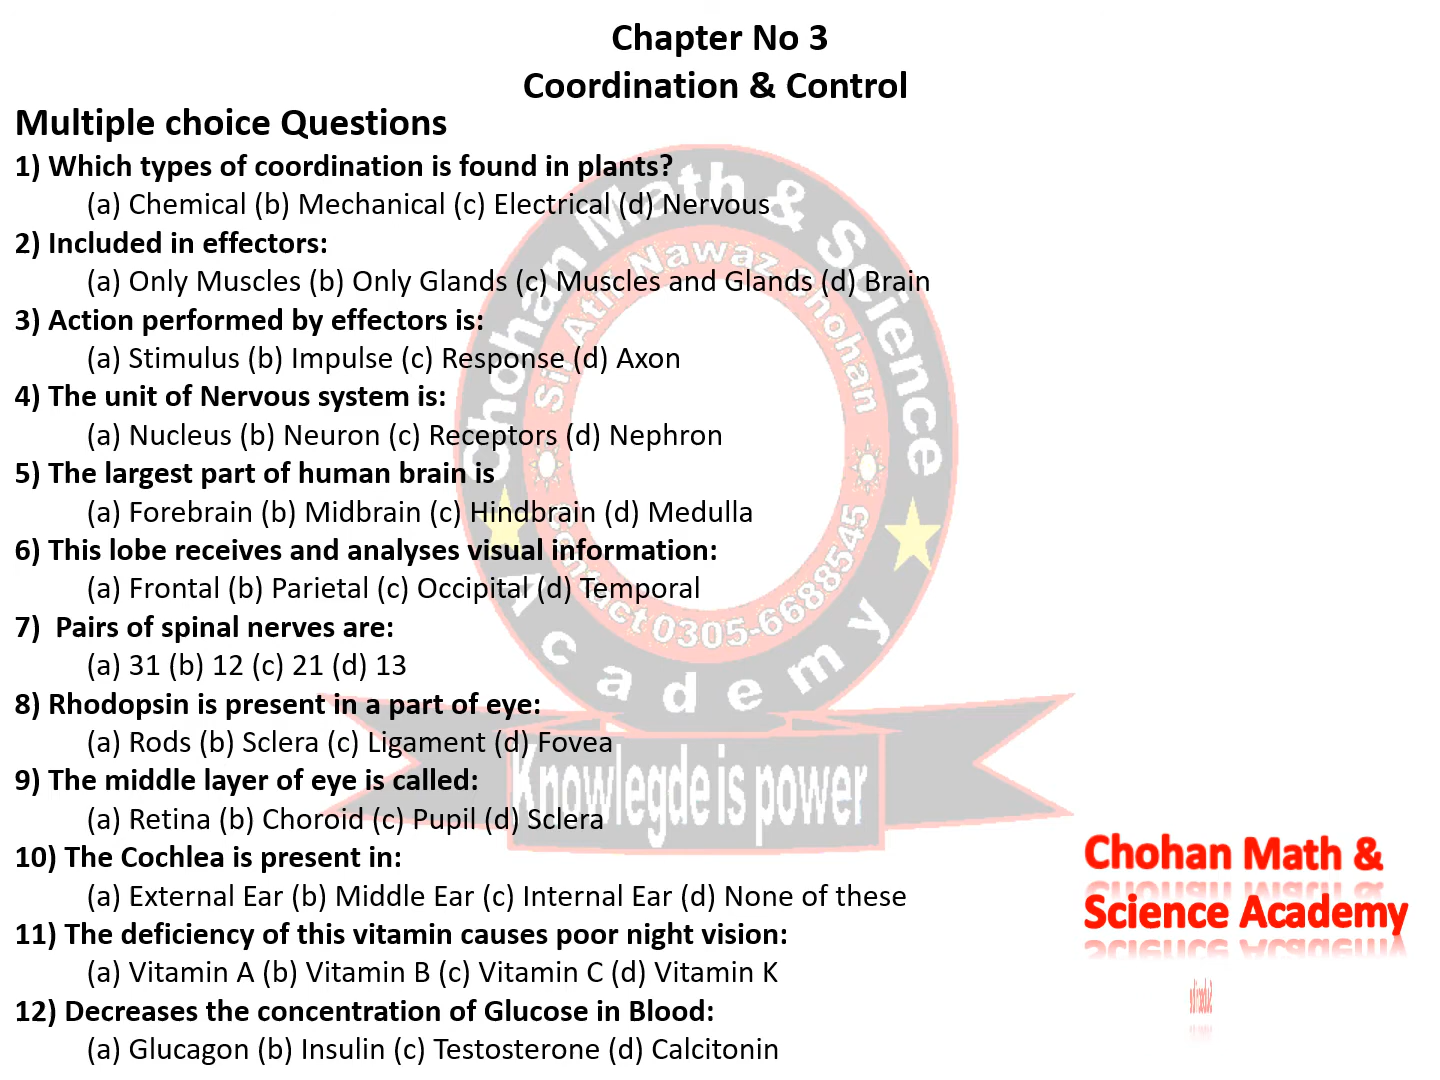 Chapter No 3
Coordination & Control
Multiple choice Questions
1) Which types of coordination is found in plants?
(a) Chemical (b) Mechanical (c) Electrical (d) Nervous
2) Included in effectors:
(a) Only Muscles (b) Only Glands (c) Muscles and Glands (d) Brain
3) Action performed by effectors is:
(a) Stimulus (b) Impulse (c) Response (d) Axon
4) The unit of Nervous system is:
(a) Nucleus (b) Neuron (c) Receptors (d) Nephron
5) The largest part of human brain is
(a) Forebrain (b) Midbrain (c) Hindbrain (d) Medulla
6) This lobe receives and analyses visual information:
(a) Frontal (b) Parietal (c) Occipital (d) Temporal
7)  Pairs of spinal nerves are:
(a) 31 (b) 12 (c) 21 (d) 13
8) Rhodopsin is present in a part of eye:
(a) Rods (b) Sclera (c) Ligament (d) Fovea
9) The middle layer of eye is called:
(a) Retina (b) Choroid (c) Pupil (d) Sclera
10) The Cochlea is present in:
(a) External Ear (b) Middle Ear (c) Internal Ear (d) None of these
11) The deficiency of this vitamin causes poor night vision:
(a) Vitamin A (b) Vitamin B (c) Vitamin C (d) Vitamin K
12) Decreases the concentration of Glucose in Blood:
(a) Glucagon (b) Insulin (c) Testosterone (d) Calcitonin
Chohan Math & Science Academy
Sir Atif Nawaz Chohan
Contact 0305-6688545
Knowlegde is power
Chohan Math &
Science Academy